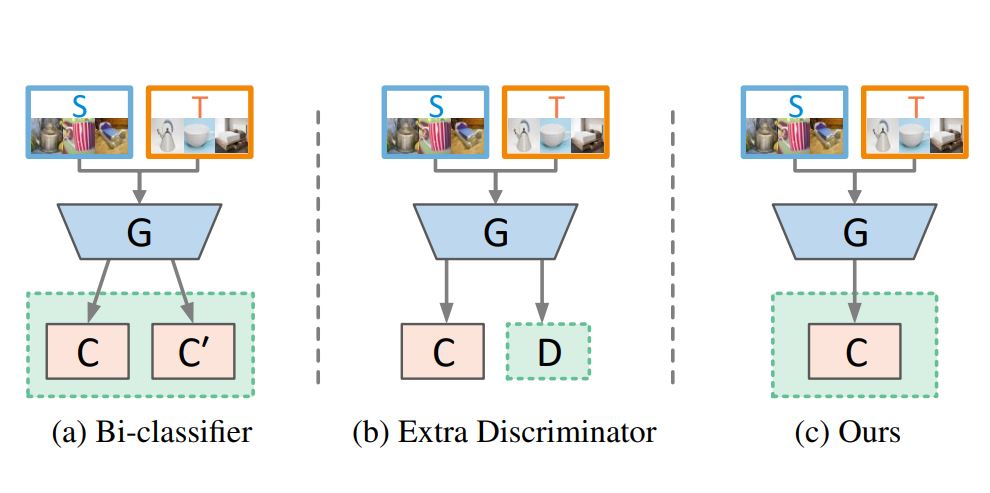 S T
S T
S T
G
G
G
C C′
C D
C
(a) Bi-classifier
(b) Extra Discriminator
(c) Ours